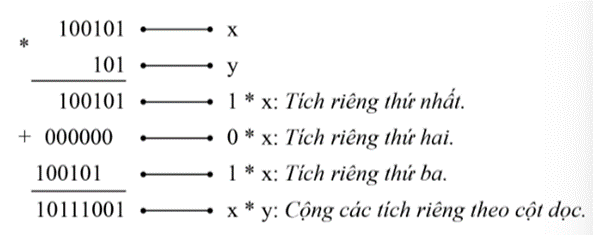 100101 x
*
101 y
100101 1 * x: Tích riêng thứ nhất.
+ 000000 0 * x: Tích riêng thứ hai.
100101 1 * x: Tích riêng thứ ba.
10111001 x * y: Cộng các tích riêng theo cột dọc.